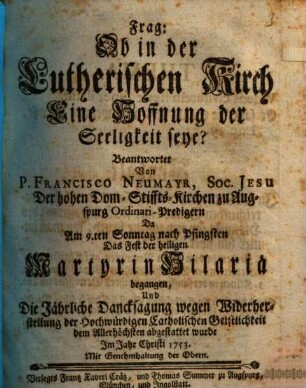 Frag:
Ob in der
Lutherischen Kirch
Eine Hoffnung der
Seeligkeit seye?
Beantwortet
Von
P. FRANCISCO NEUMAYR, SOC. JESU
Der hohen Dom-Stiffts-Kirchen zu Aug-
spurg Ordinari-Predigern
Da
Am 9.ten Sonntag nach Pfingsten
Das Fest der heiligen
Martyrin Hilariä
begangen,
Und
Die Jährliche Dancksagung wegen Widerher-
stellung der Hochwürdigen Catholischen Geistlichkeit
dem Allerhöchsten abgestattet wurde
Im Jahr Christi 1753.
Mit Genehmhaltung der Obern.
Verlegts Frantz Xaveri Crätz, und Thomas Summer zu Augspurg,
München, und Ingolstatt.